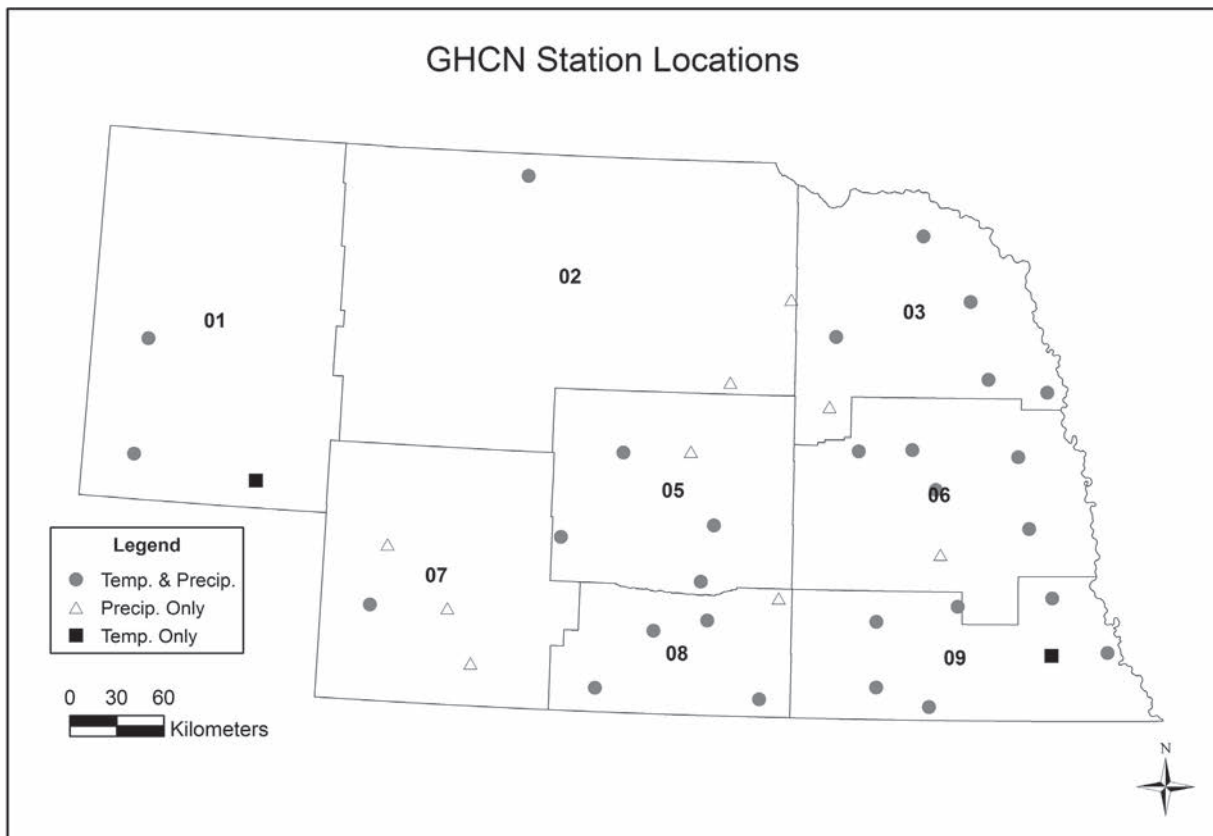 GHCN Station Locations
01
02
03
05
06
07
08
09
Legend
Temp. & Precip.
Precip. Only
Temp. Only
0 30 60
Kilometers
N